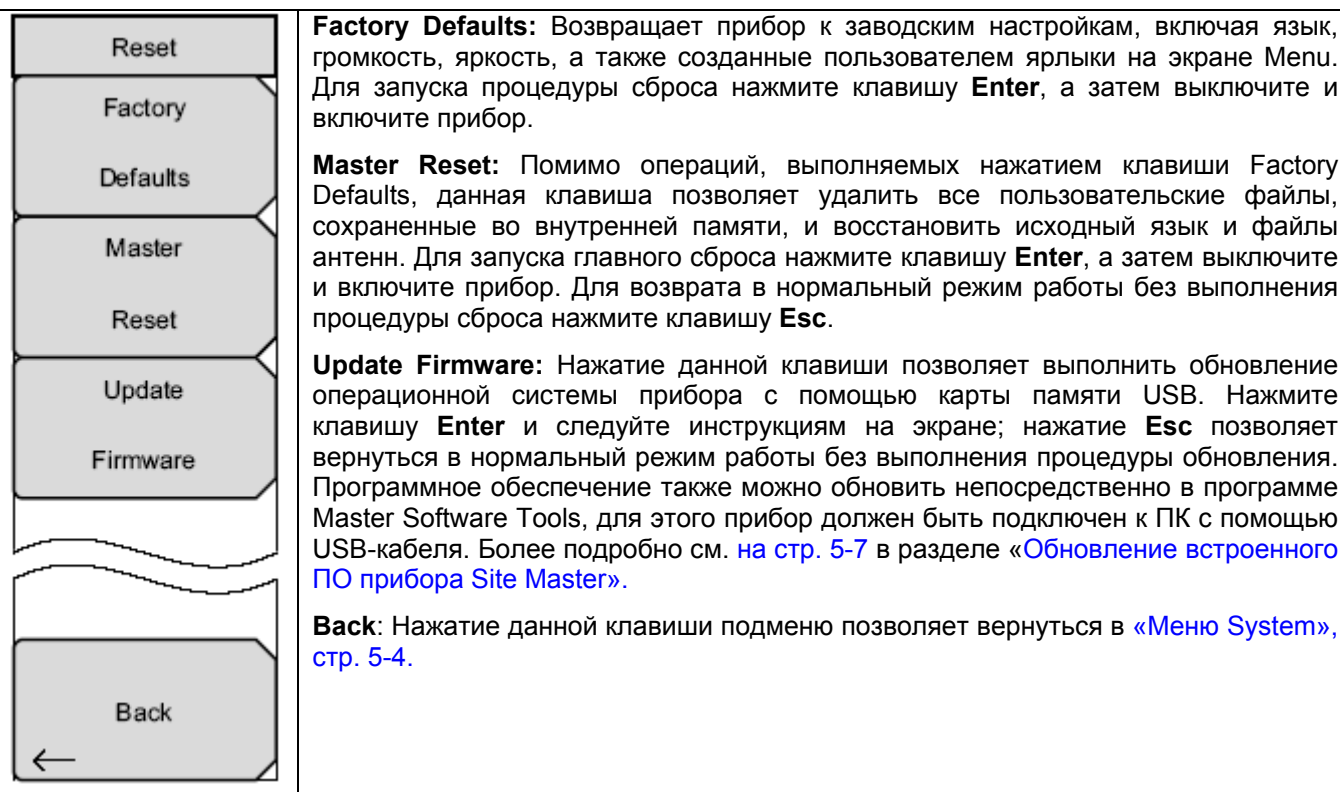 Reset
Factory
Defaults
Master
Reset
Update
Firmware
Back
Factory Defaults: Возвращает прибор к заводским настройкам, включая язык,
громкость, яркость, а также созданные пользователем ярлыки на экране Menu.
Для запуска процедуры сброса нажмите клавишу Enter, а затем выключите и
включите прибор.
Master Reset: Помимо операций, выполняемых нажатием клавиши Factory
Defaults, данная клавиша позволяет удалить все пользовательские файлы,
сохраненные во внутренней памяти, и восстановить исходный язык и файлы
антенн. Для запуска главного сброса нажмите клавишу Enter, а затем выключите
и включите прибор. Для возврата в нормальный режим работы без выполнения
процедуры сброса нажмите клавишу Esc.
Update Firmware: Нажатие данной клавиши позволяет выполнить обновление
операционной системы прибора с помощью карты памяти USB. Нажмите
клавишу Enter и следуйте инструкциям на экране; нажатие Esc позволяет
вернуться в нормальный режим работы без выполнения процедуры обновления.
Программное обеспечение также можно обновить непосредственно в программе
Master Software Tools, для этого прибор должен быть подключен к ПК с помощью
USB-кабеля. Более подробно см. на стр. 5-7 в разделе «Обновление встроенного
ПО прибора Site Master».
Back: Нажатие данной клавиши подменю позволяет вернуться в «Меню System»,
стр. 5-4.